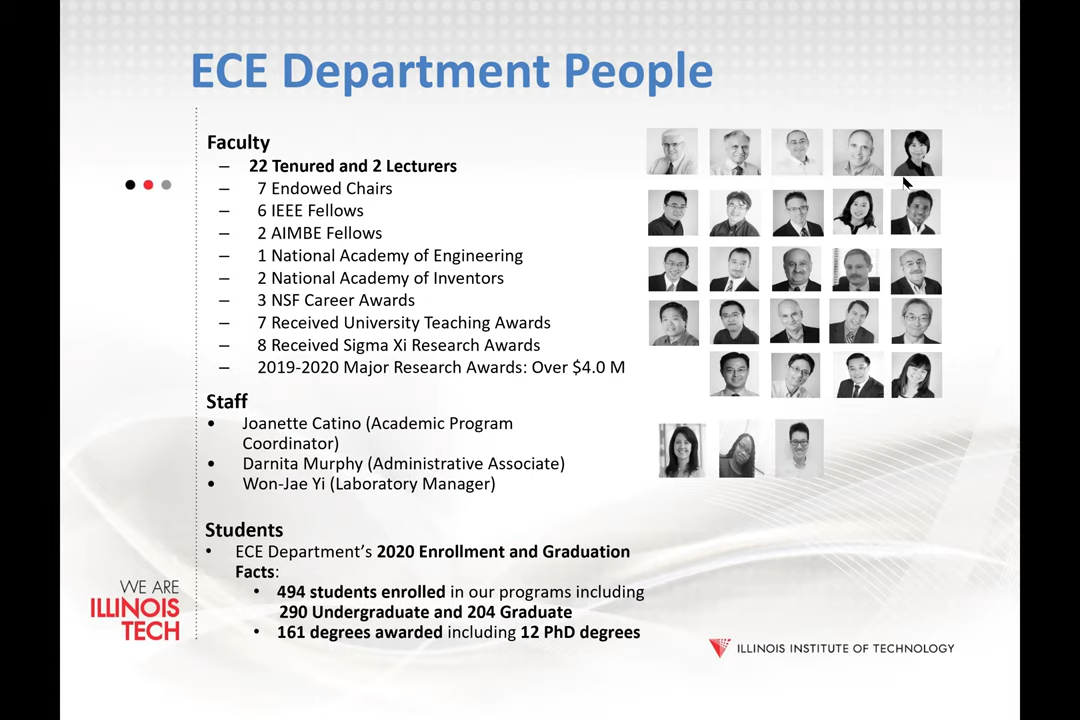 ECE Department People
Faculty
– 22 Tenured and 2 Lecturers
– 7 Endowed Chairs
– 6 IEEE Fellows
– 2 AIMBE Fellows
– 1 National Academy of Engineering
– 2 National Academy of Inventors
– 3 NSF Career Awards
– 7 Received University Teaching Awards
– 8 Received Sigma Xi Research Awards
– 2019-2020 Major Research Awards: Over $4.0 M
Staff
• Joanette Catino (Academic Program
Coordinator)
• Darnita Murphy (Administrative Associate)
• Won-Jae Yi (Laboratory Manager)
Students
• ECE Department’s 2020 Enrollment and Graduation
Facts:
• 494 students enrolled in our programs including
290 Undergraduate and 204 Graduate
• 161 degrees awarded including 12 PhD degrees
WE ARE
ILLINOIS
TECH
ILLINOIS INSTITUTE OF TECHNOLOGY